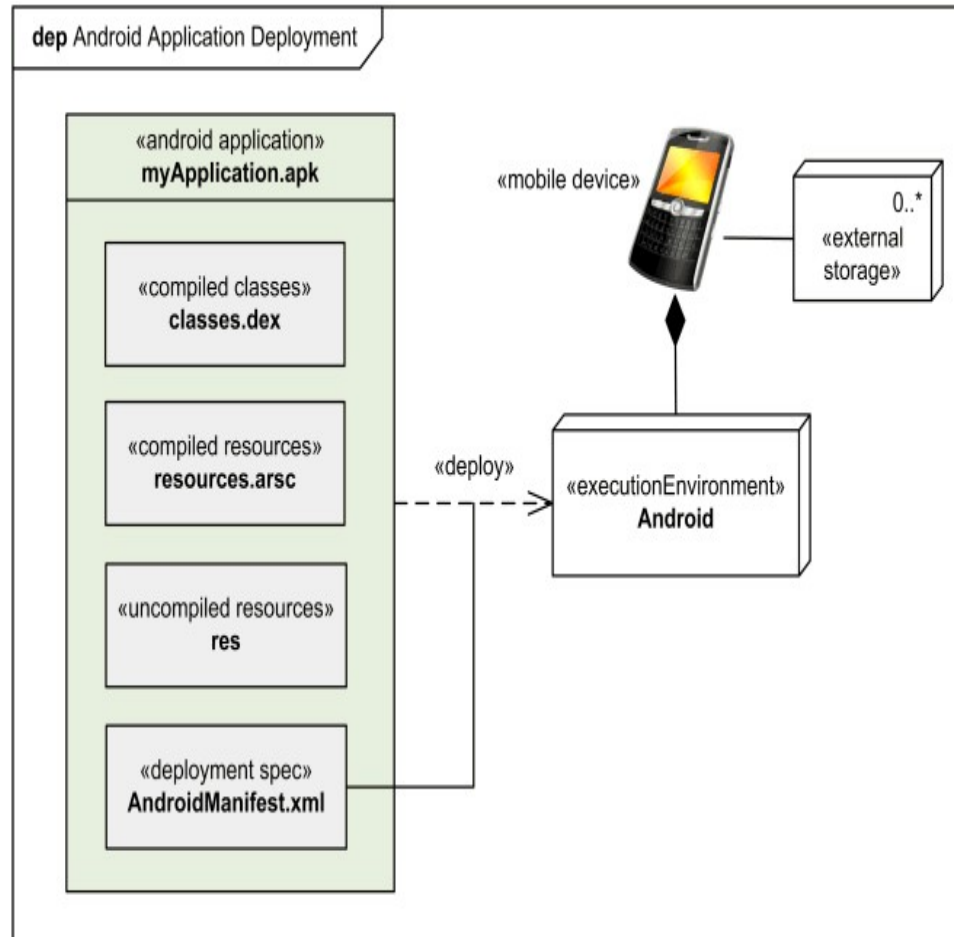 dep Android Application Deployment
«android application»
myApplication.apk
«compiled classes»
classes.dex
«compiled resources»
resources.arsc
«uncompiled resources»
res
«deployment spec»
AndroidManifest.xml
«deploy»
«mobile device»
0..*
«external
storage»
«executionEnvironment»
Android